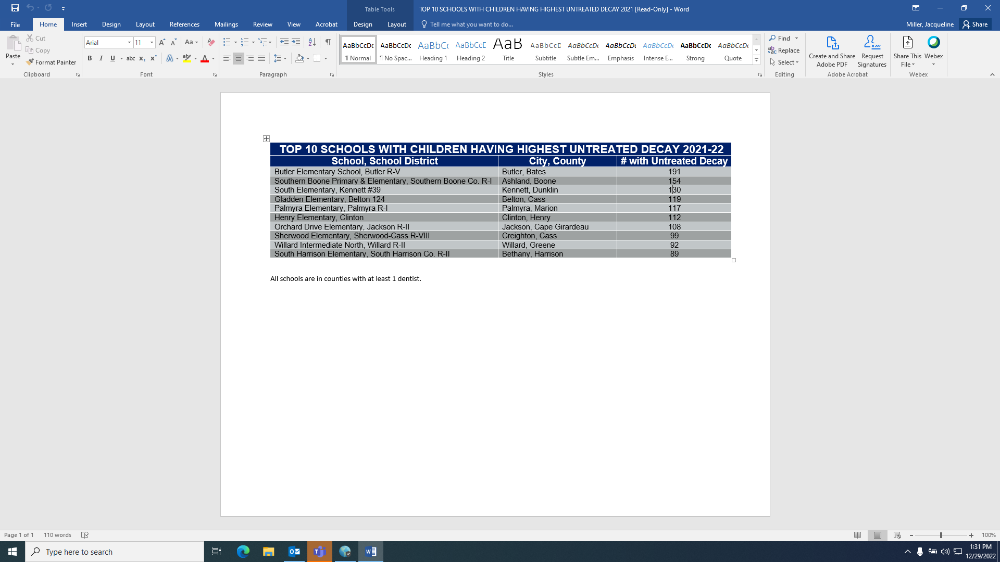 Table Tools
TOP 10 SCHOOLS WITH CHILDREN HAVING HIGHEST UNTREATED DECAY 2021 [Read-Only] - Word
File Home Insert Design Layout References Mailings Review View Acrobat Design Layout Tell me what you want to do... Miller, Jacqueline Share
Paste
Cut
Copy
Format Painter
Clipboard
Arial 11
Font
Paragraph
AaBbCcDc AaBbCcDc AaBbCc AaBbCcD AaB AaBbCcD AaBbCcDc AaBbCcDc AaBbCcDc AaBbCcDc AaBbCcDc
¶ Normal ¶ No Spac... Heading 1 Heading 2 Title Subtitle Subtle Em... Emphasis Intense E... Strong Quote
Styles
Find
Replace
Select
Editing
Create and Share
Adobe PDF
Request
Signatures
Adobe Acrobat
Share This
File
Webex
Webex
TOP 10 SCHOOLS WITH CHILDREN HAVING HIGHEST UNTREATED DECAY 2021-22
School, School District City, County # with Untreated Decay
Butler Elementary School, Butler R-V Butler, Bates 191
Southern Boone Primary & Elementary, Southern Boone Co. R-I Ashland, Boone 154
South Elementary, Kennett #39 Kennett, Dunklin 130
Gladden Elementary, Belton 124 Belton, Cass 119
Palmyra Elementary, Palmyra R-I Palmyra, Marion 117
Henry Elementary, Clinton Clinton, Henry 112
Orchard Drive Elementary, Jackson R-II Jackson, Cape Girardeau 108
Sherwood Elementary, Sherwood-Cass R-VIII Creighton, Cass 99
Willard Intermediate North, Willard R-II Willard, Greene 92
South Harrison Elementary, South Harrison Co. R-II Bethany, Harrison 89
All schools are in counties with at least 1 dentist.
Page 1 of 1 110 words 100%
Type here to search
1:31 PM
12/29/2022